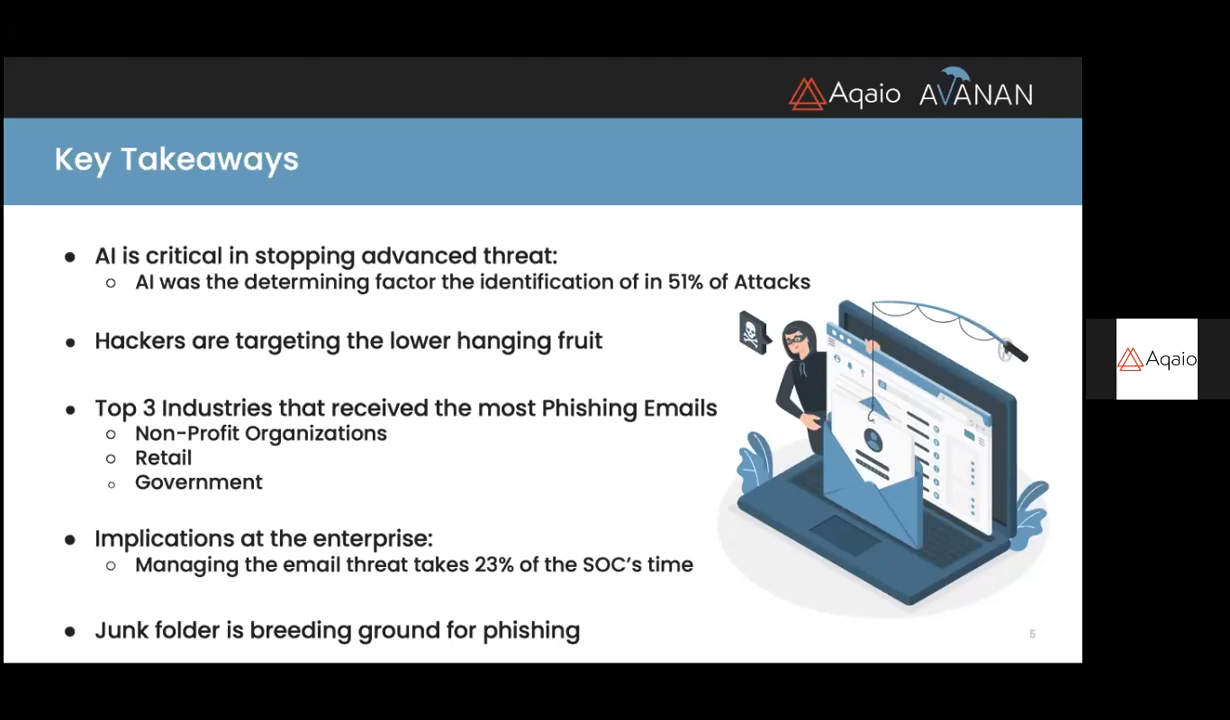 Aqaio AVANAN
Key Takeaways
● AI is critical in stopping advanced threat:
○ AI was the determining factor the identification of in 51% of Attacks
● Hackers are targeting the lower hanging fruit
● Top 3 Industries that received the most Phishing Emails
○ Non-Profit Organizations
○ Retail
○ Government
● Implications at the enterprise:
○ Managing the email threat takes 23% of the SOC's time
● Junk folder is breeding ground for phishing
5
Aqaio